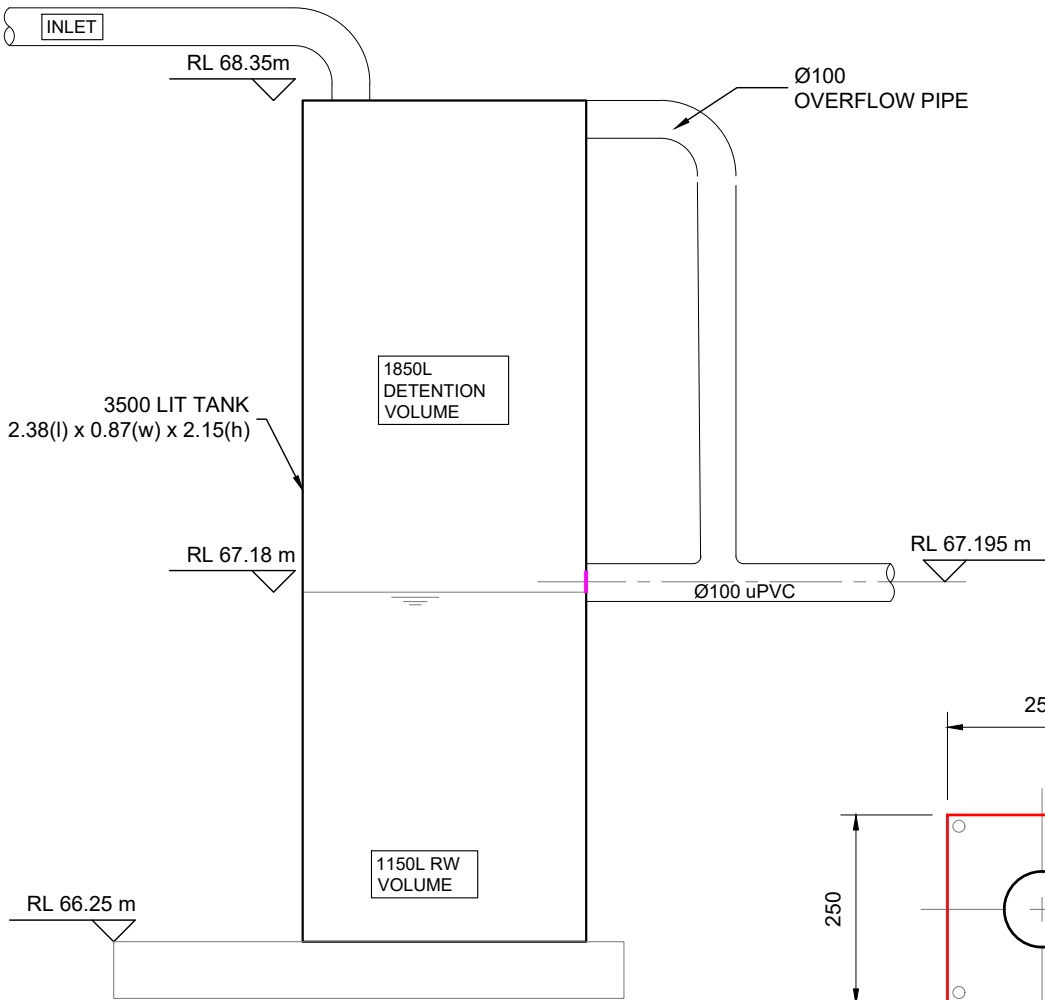 INLET
RL 68.35m
Ø100
OVERFLOW PIPE
1850L
DETENTION
VOLUME
3500 LIT TANK
2.38(l) x 0.87(w) x 2.15(h)
RL 67.18 m
RL 67.195 m
Ø100 uPVC
25
250
1150L RW
VOLUME
RL 66.25 m